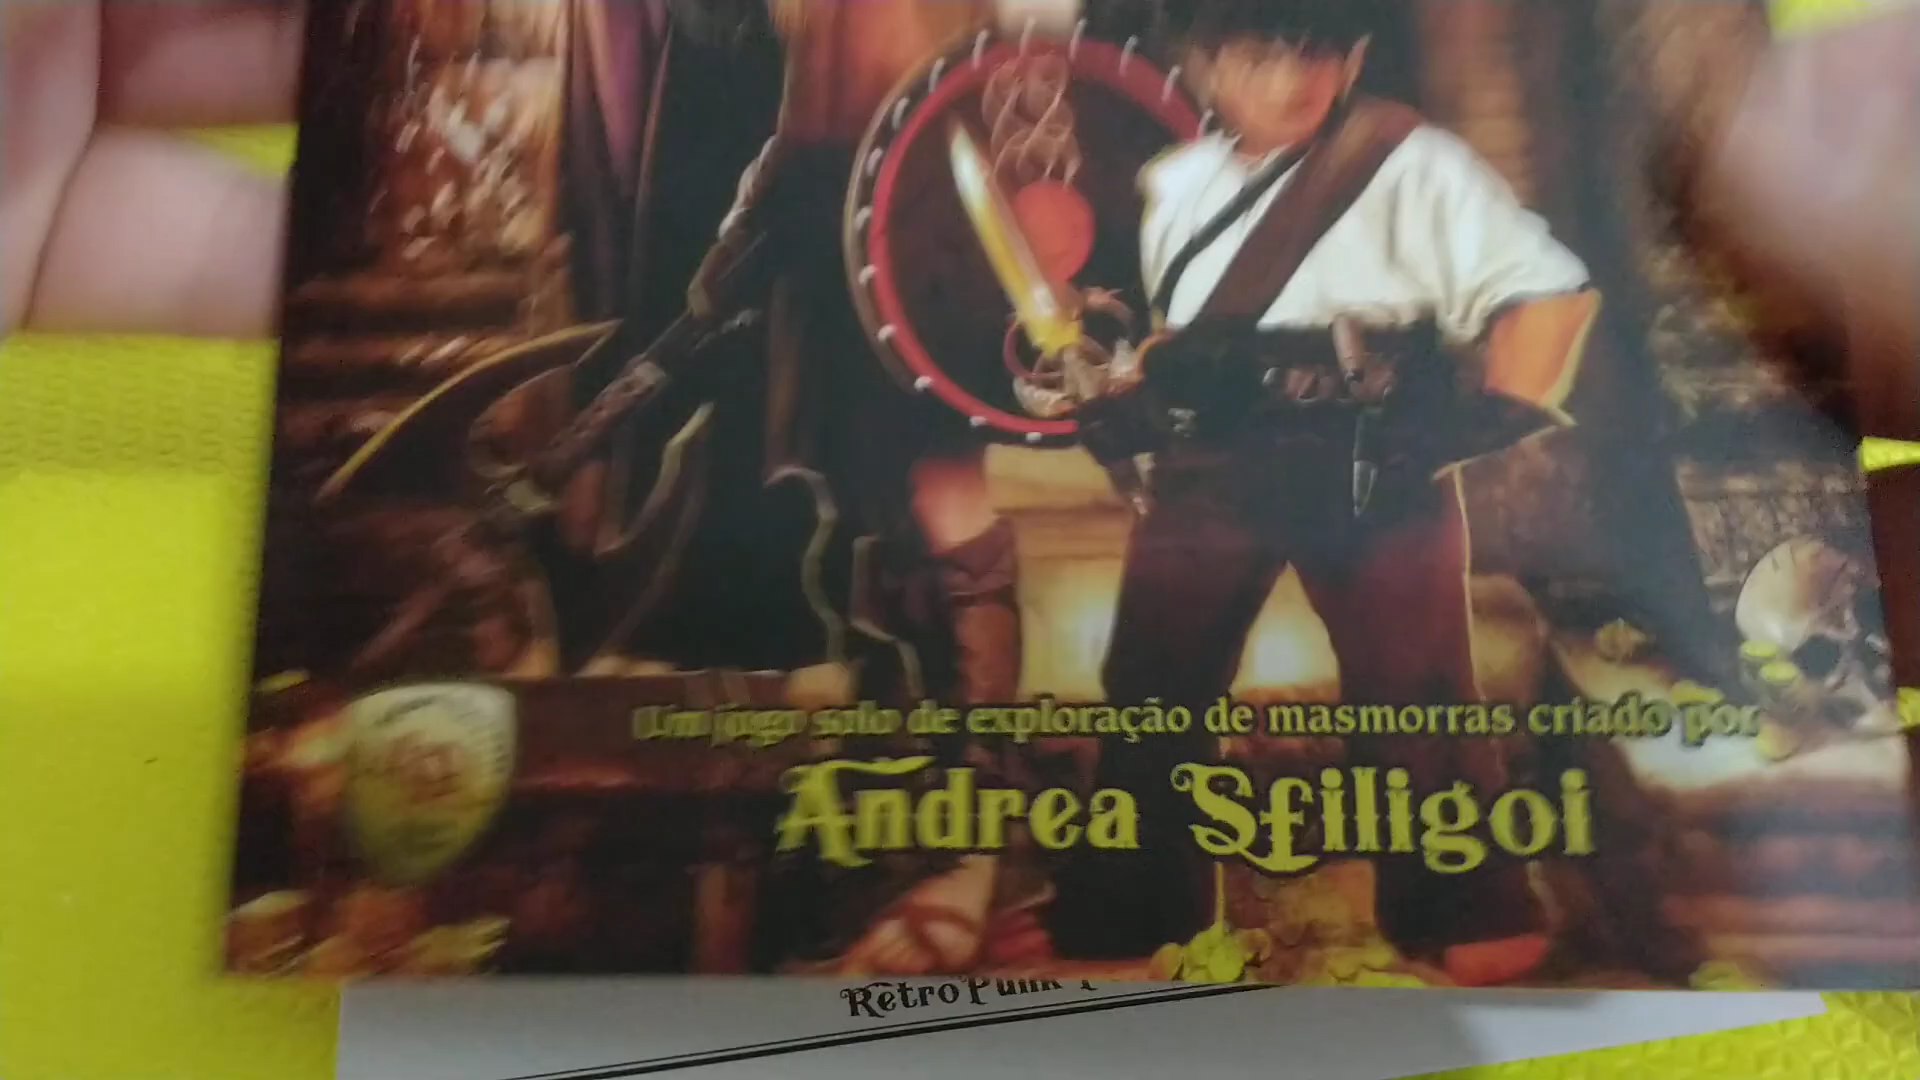 Um jogo solo de exploração de masmorras criado por
Andrea Sfiligoi
RetroPunk